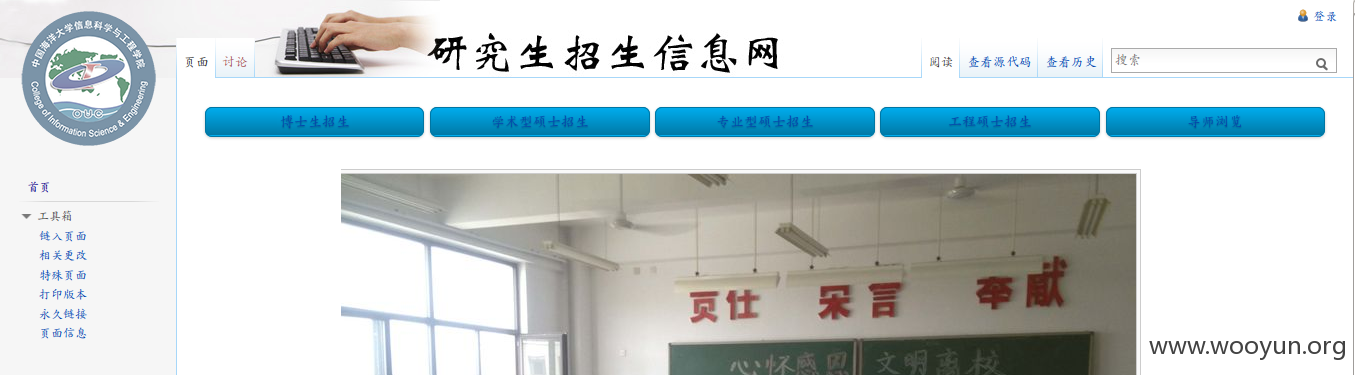 登录
中国海洋大学信息科学与工程学院
OUC
College of Information Science & Engineering
研究生招生信息网
页面 讨论
阅读 查看源代码 查看历史
搜索
博士生招生 学术型硕士招生 专业型硕士招生 工程硕士招生 导师浏览
首页
工具箱
链入页面
相关更改
特殊页面
打印版本
永久链接
页面信息
奉献
心怀感恩 文明离校
www.wooyun.org